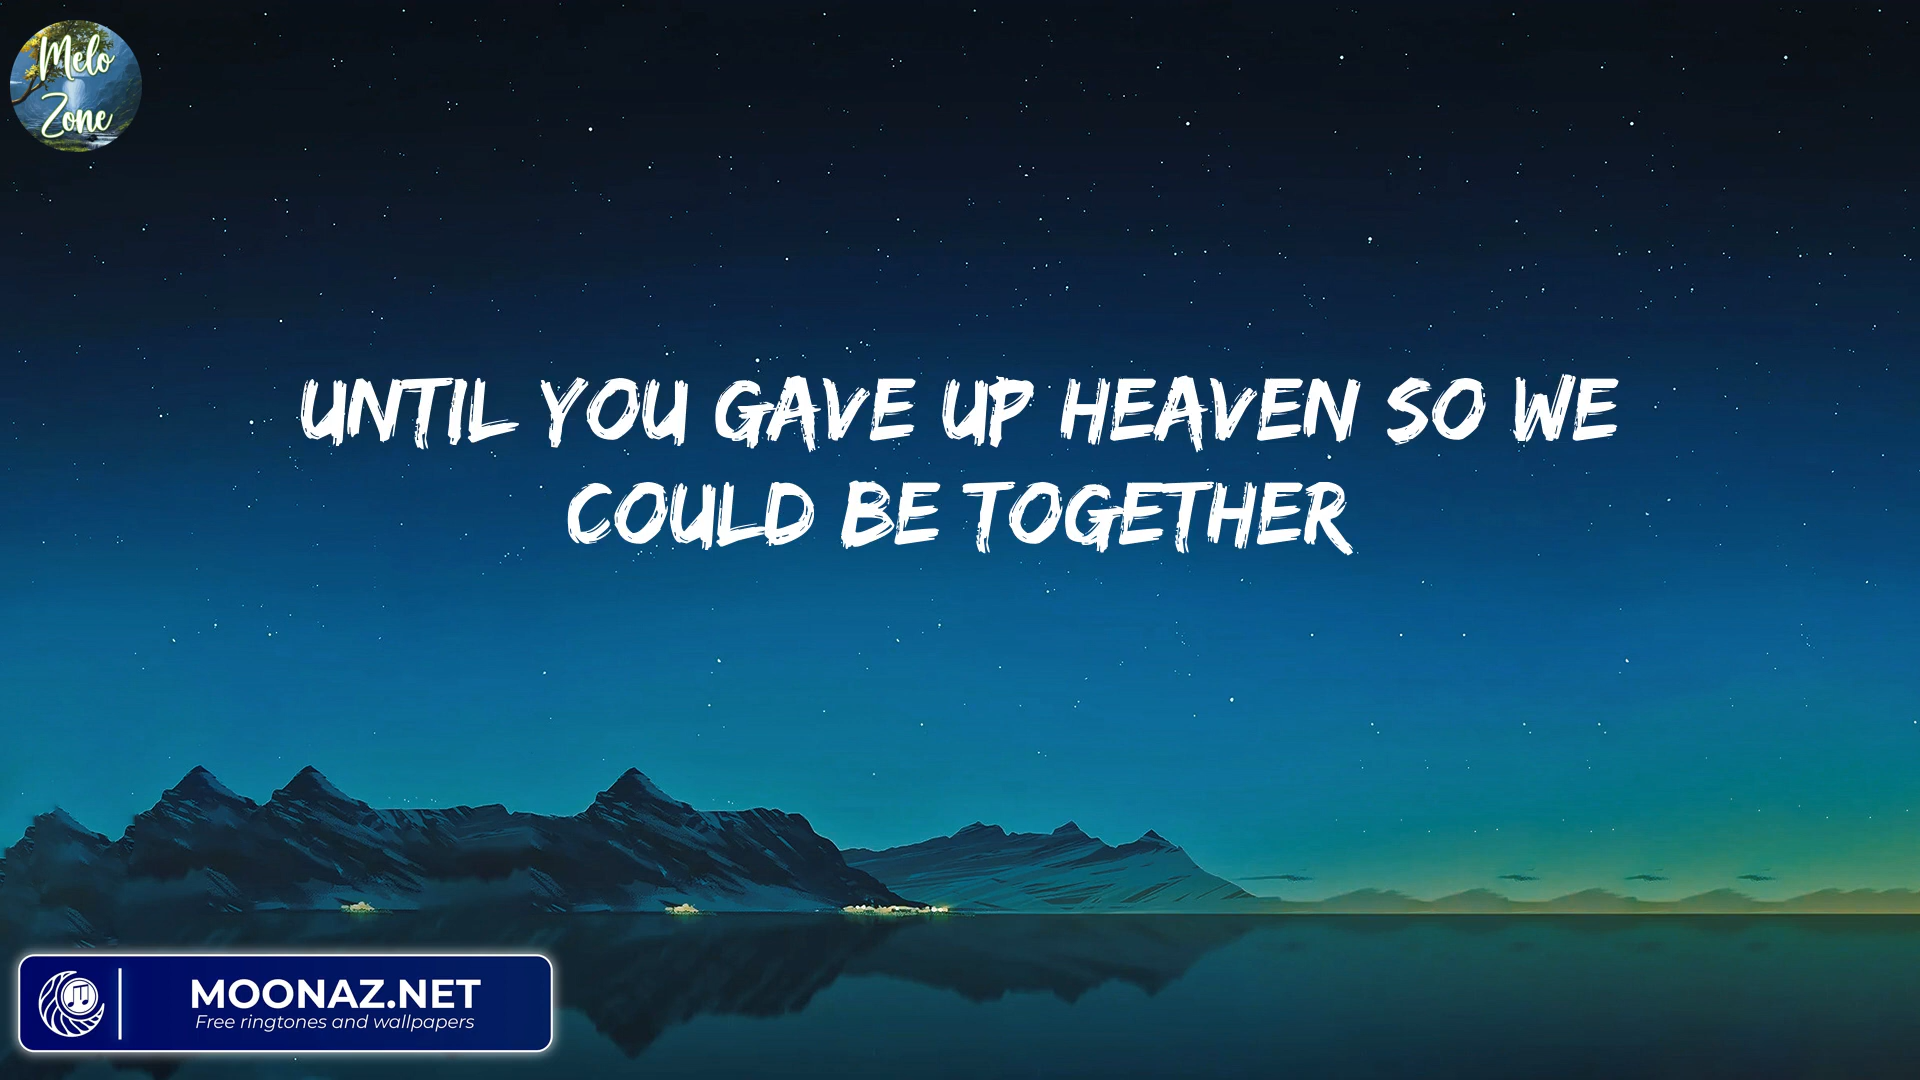 Melo
Zone
UNTIL YOU GAVE UP HEAVEN SO WE
COULD BE TOGETHER
MOONAZ.NET
Free ringtones and wallpapers